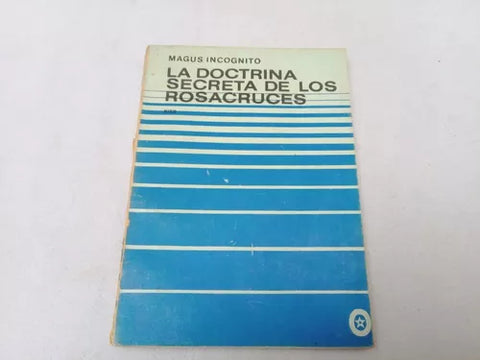 MAGUS INCOGNITO
LA DOCTRINA
SECRETA DE LOS
ROSACRUCES